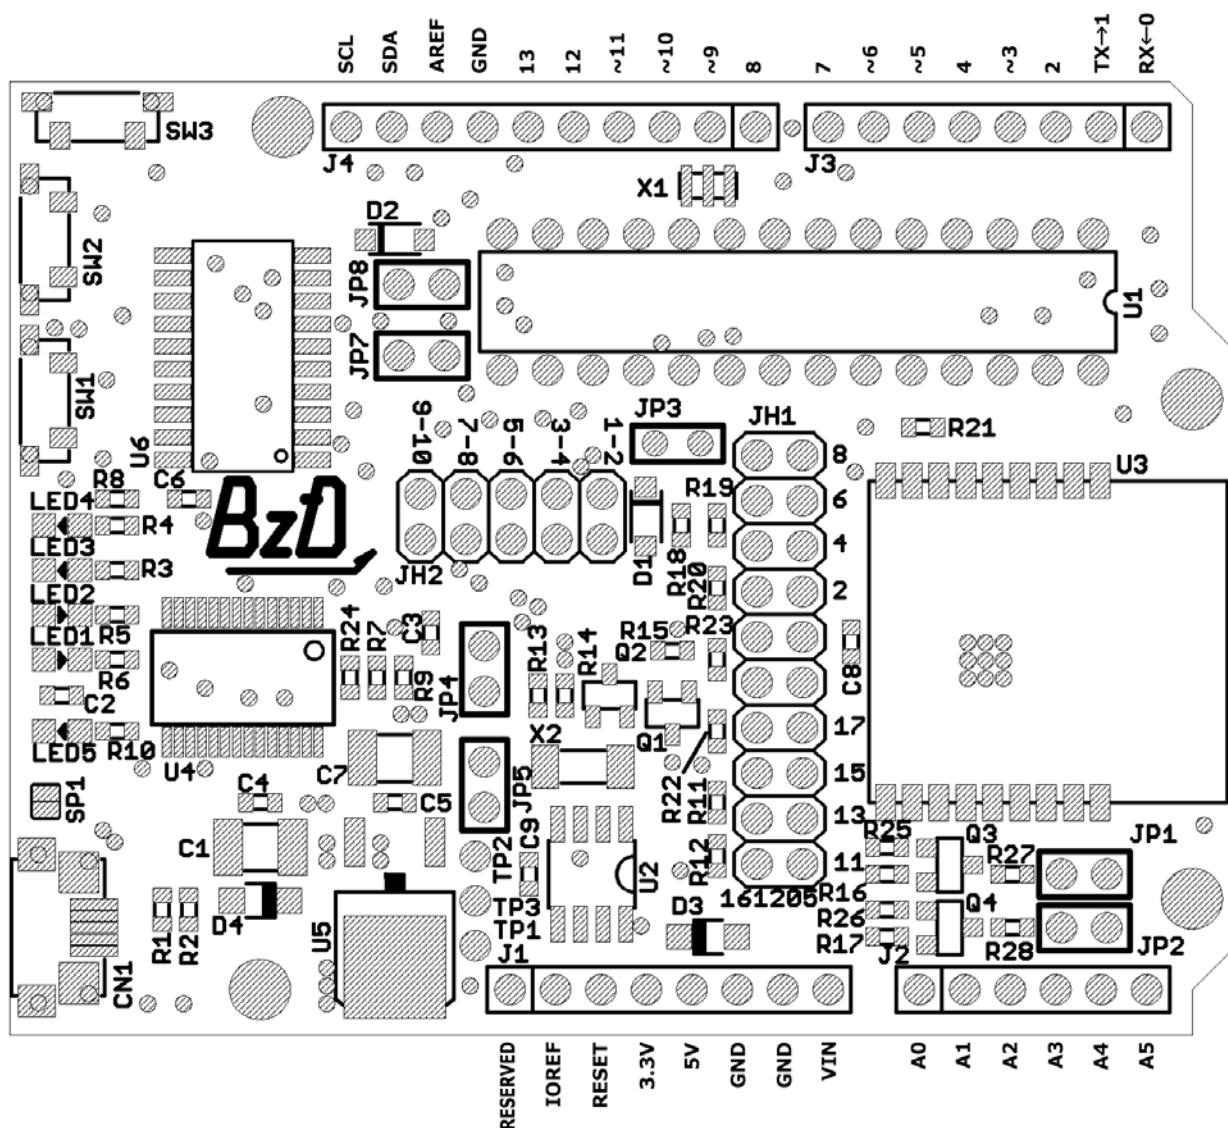 SCL
SDA
AREF
GND
13
12
~11
~10
~9
8
7
~6
~5
4
~3
2
TX→1
RX←0
SW3
J4
J3
X1
D2
SW2
JP8
U1
JP7
SW1
9-10
7-8
5-6
3-4
1-2
JP3
JH1
R21
U6
8
U3
R8
C6
LED4
R19
6
R4
BzD
LED3
4
R3
JH2
D1
R18
R20
2
LED2
R5
LED1
R24
R7
C3
R13
R14
Q2
R15
R23
R6
R9
JP4
C8
C2
17
LED5
R10
X2
Q1
U4
C7
JP5
R22
R11
15
SP1
C4
C5
13
R25
Q3
JP1
C1
TP2
C9
U2
R12
11
R27
R16
161205
TP3
D3
R26
Q4
R1
R2
D4
U5
TP1
J1
R17
J2
R28
JP2
CN1
RESERVED
IOREF
RESET
3.3V
5V
GND
GND
VIN
A0
A1
A2
A3
A4
A5